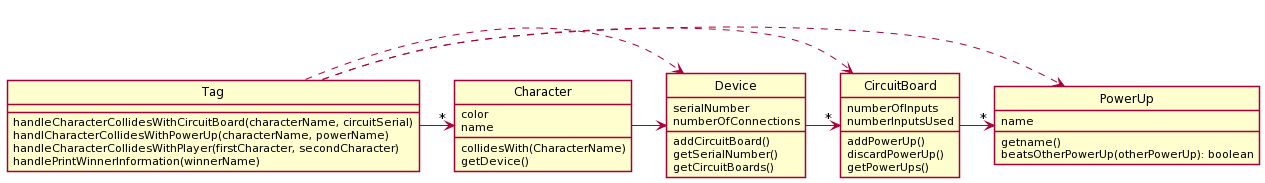 Tag
handleCharacterCollidesWithCircuitBoard(characterName, circuitSerial)
handlCharacterCollidesWithPowerUp(characterName, powerName)
handleCharacterCollidesWithPlayer(firstCharacter, secondCharacter)
handlePrintWinnerInformation(winnerName)
*
Character
color
name
collidesWith(CharacterName)
getDevice()
Device
serialNumber
numberOfConnections
addCircuitBoard()
getSerialNumber()
getCircuitBoards()
*
CircuitBoard
numberOfInputs
numberInputsUsed
addPowerUp()
discardPowerUp()
getPowerUps()
*
PowerUp
name
getname()
beatsOtherPowerUp(otherPowerUp): boolean